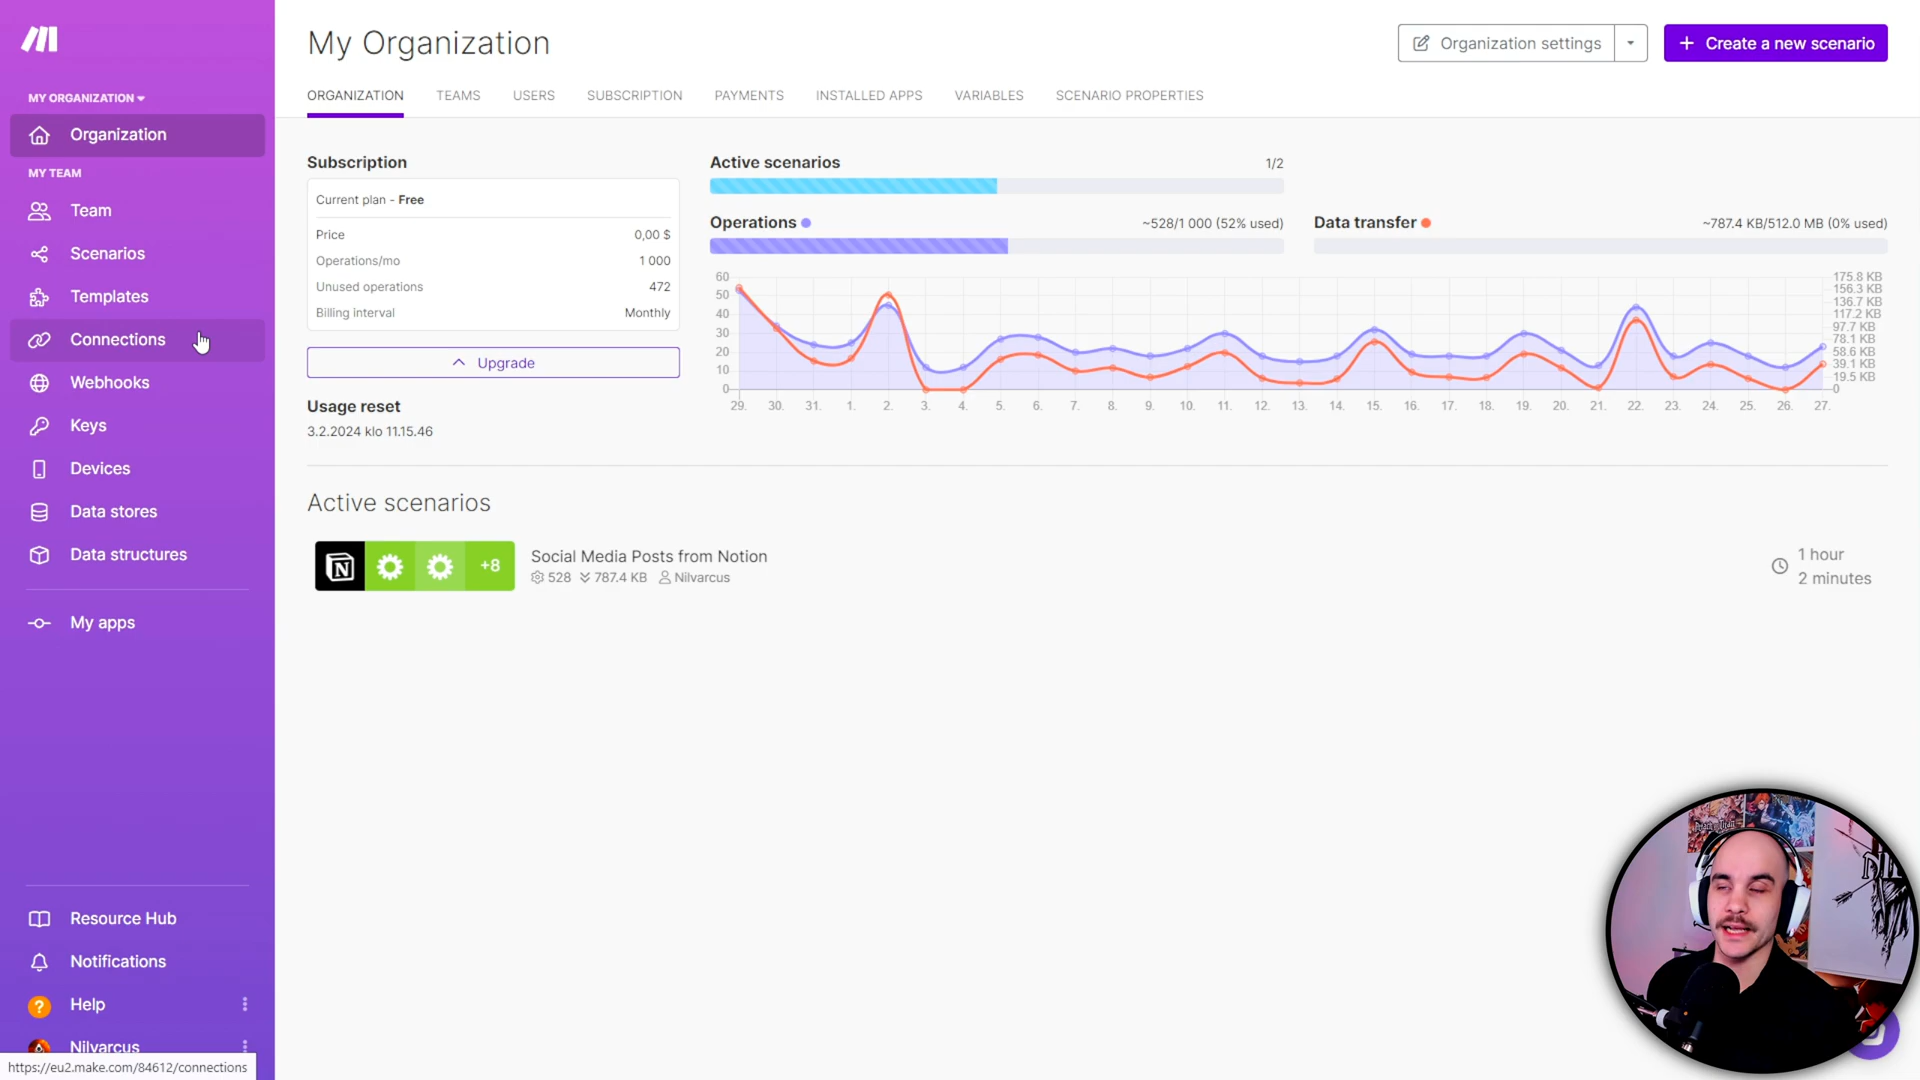 MY ORGANIZATION
Organization
MY TEAM
Team
Scenarios
Templates
Connections
Webhooks
Keys
Devices
Data stores
Data structures
My apps
Resource Hub
Notifications
Help
Nilvarcus
https://eu2.make.com/84612/connections
My Organization
Organization settings
+ Create a new scenario
ORGANIZATION TEAMS USERS SUBSCRIPTION PAYMENTS INSTALLED APPS VARIABLES SCENARIO PROPERTIES
Subscription
Current plan - Free
Price 0,00 $
Operations/mo 1 000
Unused operations 472
Billing interval Monthly
Upgrade
Usage reset
3.2.2024 klo 11.15.46
Active scenarios 1/2
Operations ~528/1 000 (52% used)
Data transfer ~787.4 KB/512.0 MB (0% used)
60
50
40
30
20
10
0
175.8 KB
156.3 KB
136.7 KB
117.2 KB
97.7 KB
78.1 KB
58.6 KB
39.1 KB
19.5 KB
0
29. 30. 31. 1. 2. 3. 4. 5. 6. 7. 8. 9. 10. 11. 12. 13. 14. 15. 16. 17. 18. 19. 20. 21. 22. 23. 24. 25. 26. 27.
Active scenarios
N
+8
Social Media Posts from Notion
528 787.4 KB Nilvarcus
1 hour
2 minutes